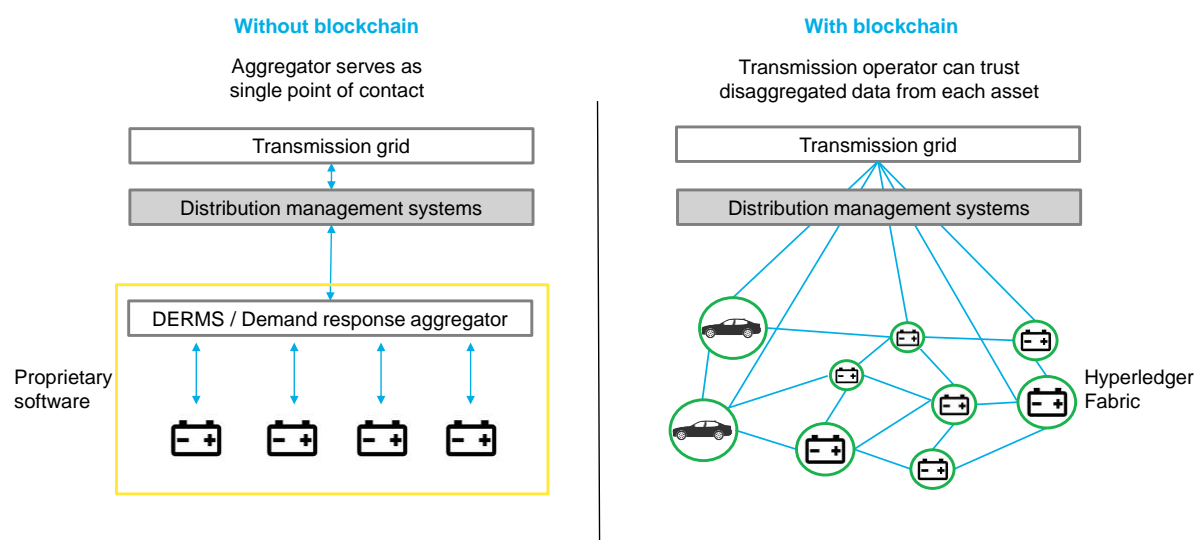 Without blockchain
Aggregator serves as
single point of contact
Transmission grid
Distribution management systems
DERMS / Demand response aggregator
Proprietary
software
With blockchain
Transmission operator can trust
disaggregated data from each asset
Transmission grid
Distribution management systems
Hyperledger
Fabric